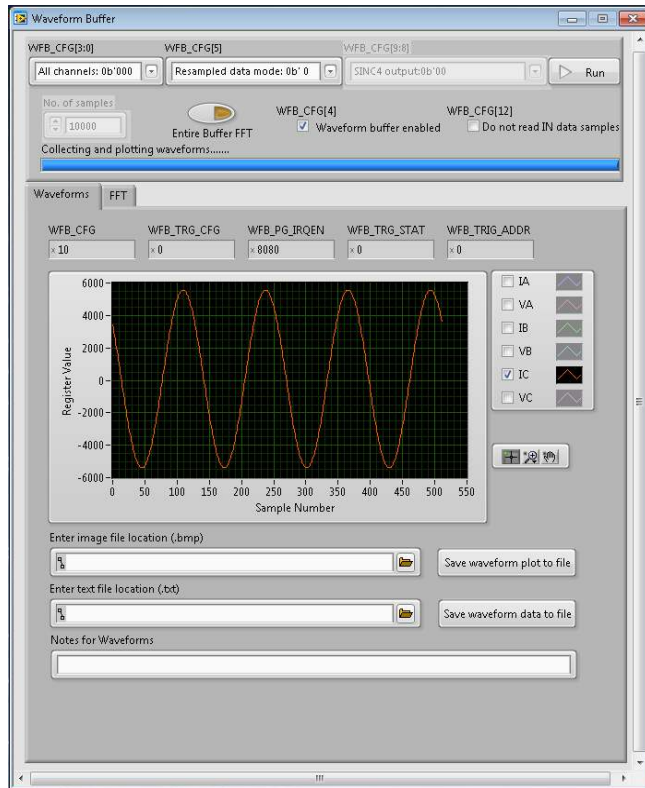 Waveform Buffer
WFB_CFG[3:0] WFB_CFG[5] WFB_CFG[9:8]
All channels: 0b'000 Resampled data mode: 0b' 0 SINC4 output:0b'00 Run
No. of samples
10000
Entire Buffer FFT
WFB_CFG[4]
Waveform buffer enabled
WFB_CFG[12]
Do not read IN data samples
Collecting and plotting waveforms.......
Waveforms FFT
WFB_CFG WFB_TRG_CFG WFB_PG_IRQEN WFB_TRG_STAT WFB_TRIG_ADDR
x 10 x 0 x 8080 x 0 x 0
6000
4000
2000
0
-2000
-4000
-6000
Register Value
0 50 100 150 200 250 300 350 400 450 500 550
Sample Number
IA
VA
IB
VB
IC
VC
Enter image file location (.bmp)
Save waveform plot to file
Enter text file location (.txt)
Save waveform data to file
Notes for Waveforms